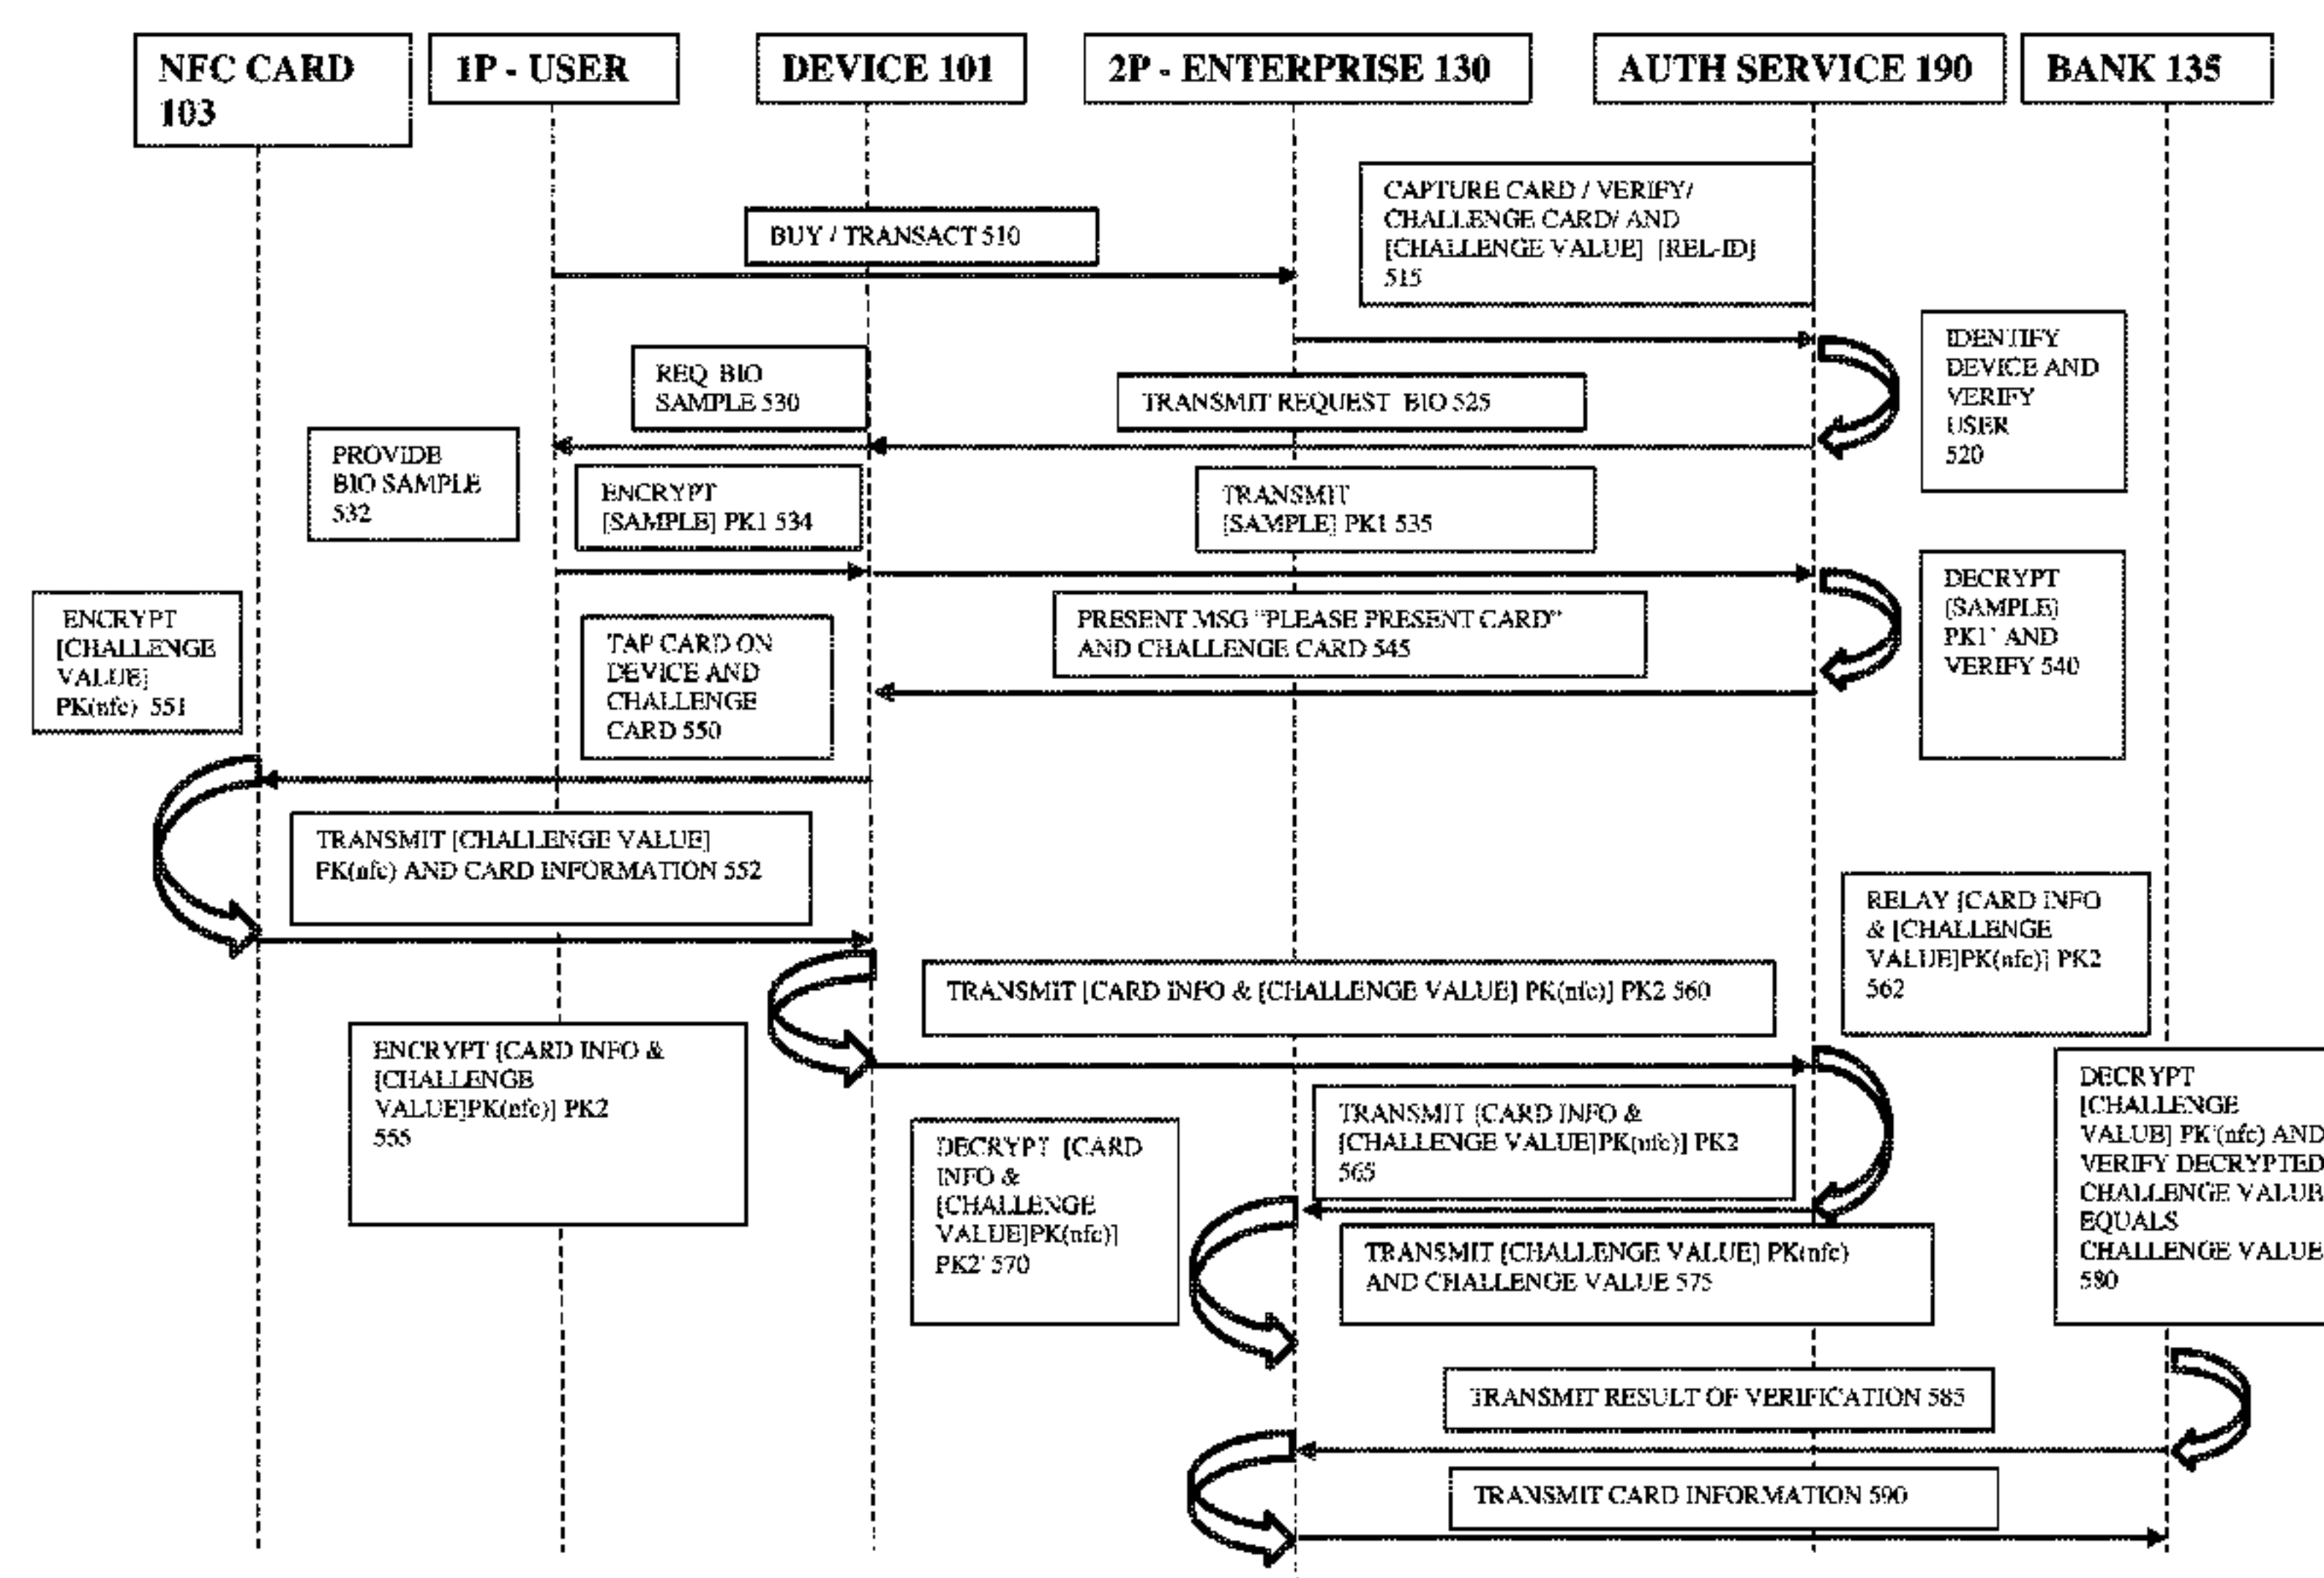 NFC CARD
103
1P - USER
DEVICE 101
2P - ENTERPRISE 130
AUTH SERVICE 190
BANK 135
CAPTURE CARD / VERIFY/
CHALLENGE CARD/ AND
[CHALLENGE VALUE] [REL-ID]
515
BUY / TRANSACT 510
IDENTIFY
DEVICE AND
VERIFY
USER
520
REQ BIO
SAMPLE 530
TRANSMIT REQUEST BIO 525
PROVIDE
BIO SAMPLE
532
ENCRYPT
[SAMPLE] PK1 534
TRANSMIT
[SAMPLE] PK1 535
DECRYPT
[SAMPLE]
PK1' AND
VERIFY 540
ENCRYPT
[CHALLENGE
VALUE]
PK(nfc) 551
TAP CARD ON
DEVICE AND
CHALLENGE
CARD 550
PRESENT MSG "PLEASE PRESENT CARD"
AND CHALLENGE CARD 545
TRANSMIT [CHALLENGE VALUE]
PK(nfc) AND CARD INFORMATION 552
RELAY [CARD INFO
& [CHALLENGE
VALUE]PK(nfc)] PK2
562
TRANSMIT [CARD INFO & [CHALLENGE VALUE] PK(nfc)] PK2 560
ENCRYPT [CARD INFO &
[CHALLENGE
VALUE]PK(nfc)] PK2
555
TRANSMIT [CARD INFO &
[CHALLENGE VALUE]PK(nfc)] PK2
565
DECRYPT [CARD
INFO &
[CHALLENGE
VALUE]PK(nfc)]
PK2' 570
DECRYPT
[CHALLENGE
VALUE] PK'(nfc) AND
VERIFY DECRYPTED
CHALLENGE VALUE
EQUALS
CHALLENGE VALUE
580
TRANSMIT [CHALLENGE VALUE] PK(nfc)
AND CHALLENGE VALUE 575
TRANSMIT RESULT OF VERIFICATION 585
TRANSMIT CARD INFORMATION 590